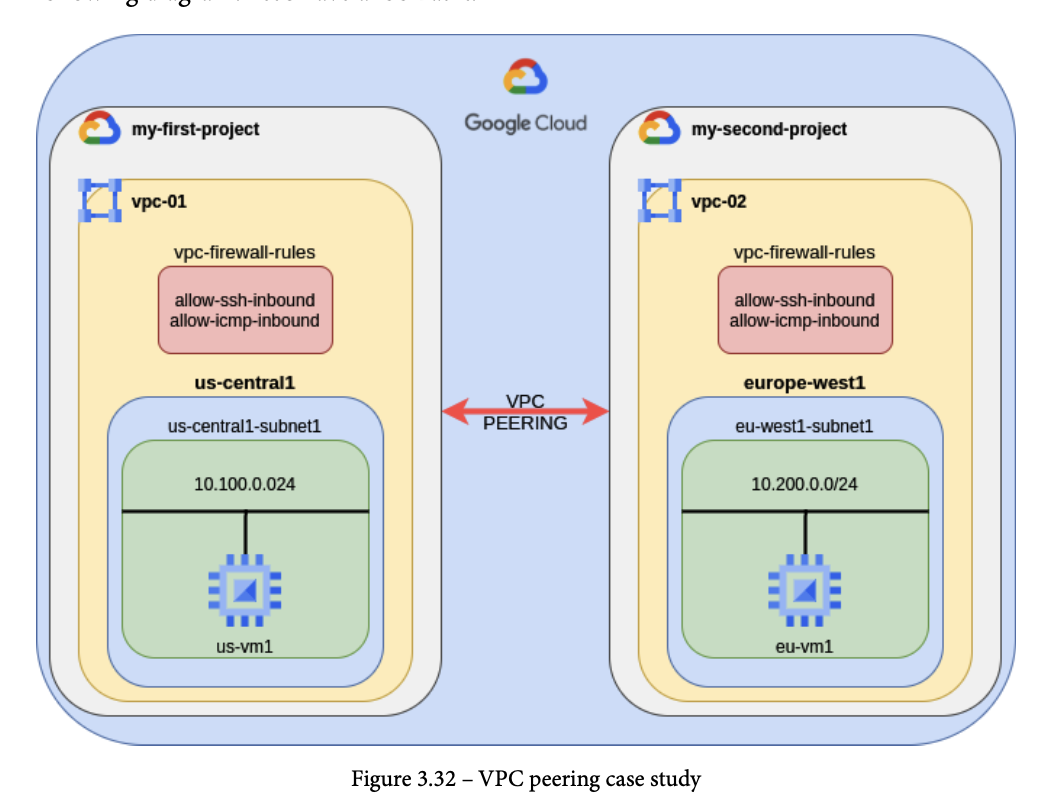 Google Cloud
my-first-project
my-second-project
vpc-01
vpc-02
vpc-firewall-rules
allow-ssh-inbound
allow-icmp-inbound
vpc-firewall-rules
allow-ssh-inbound
allow-icmp-inbound
us-central1
europe-west1
VPC
PEERING
us-central1-subnet1
10.100.0.024
us-vm1
eu-west1-subnet1
10.200.0.0/24
eu-vm1
Figure 3.32 – VPC peering case study